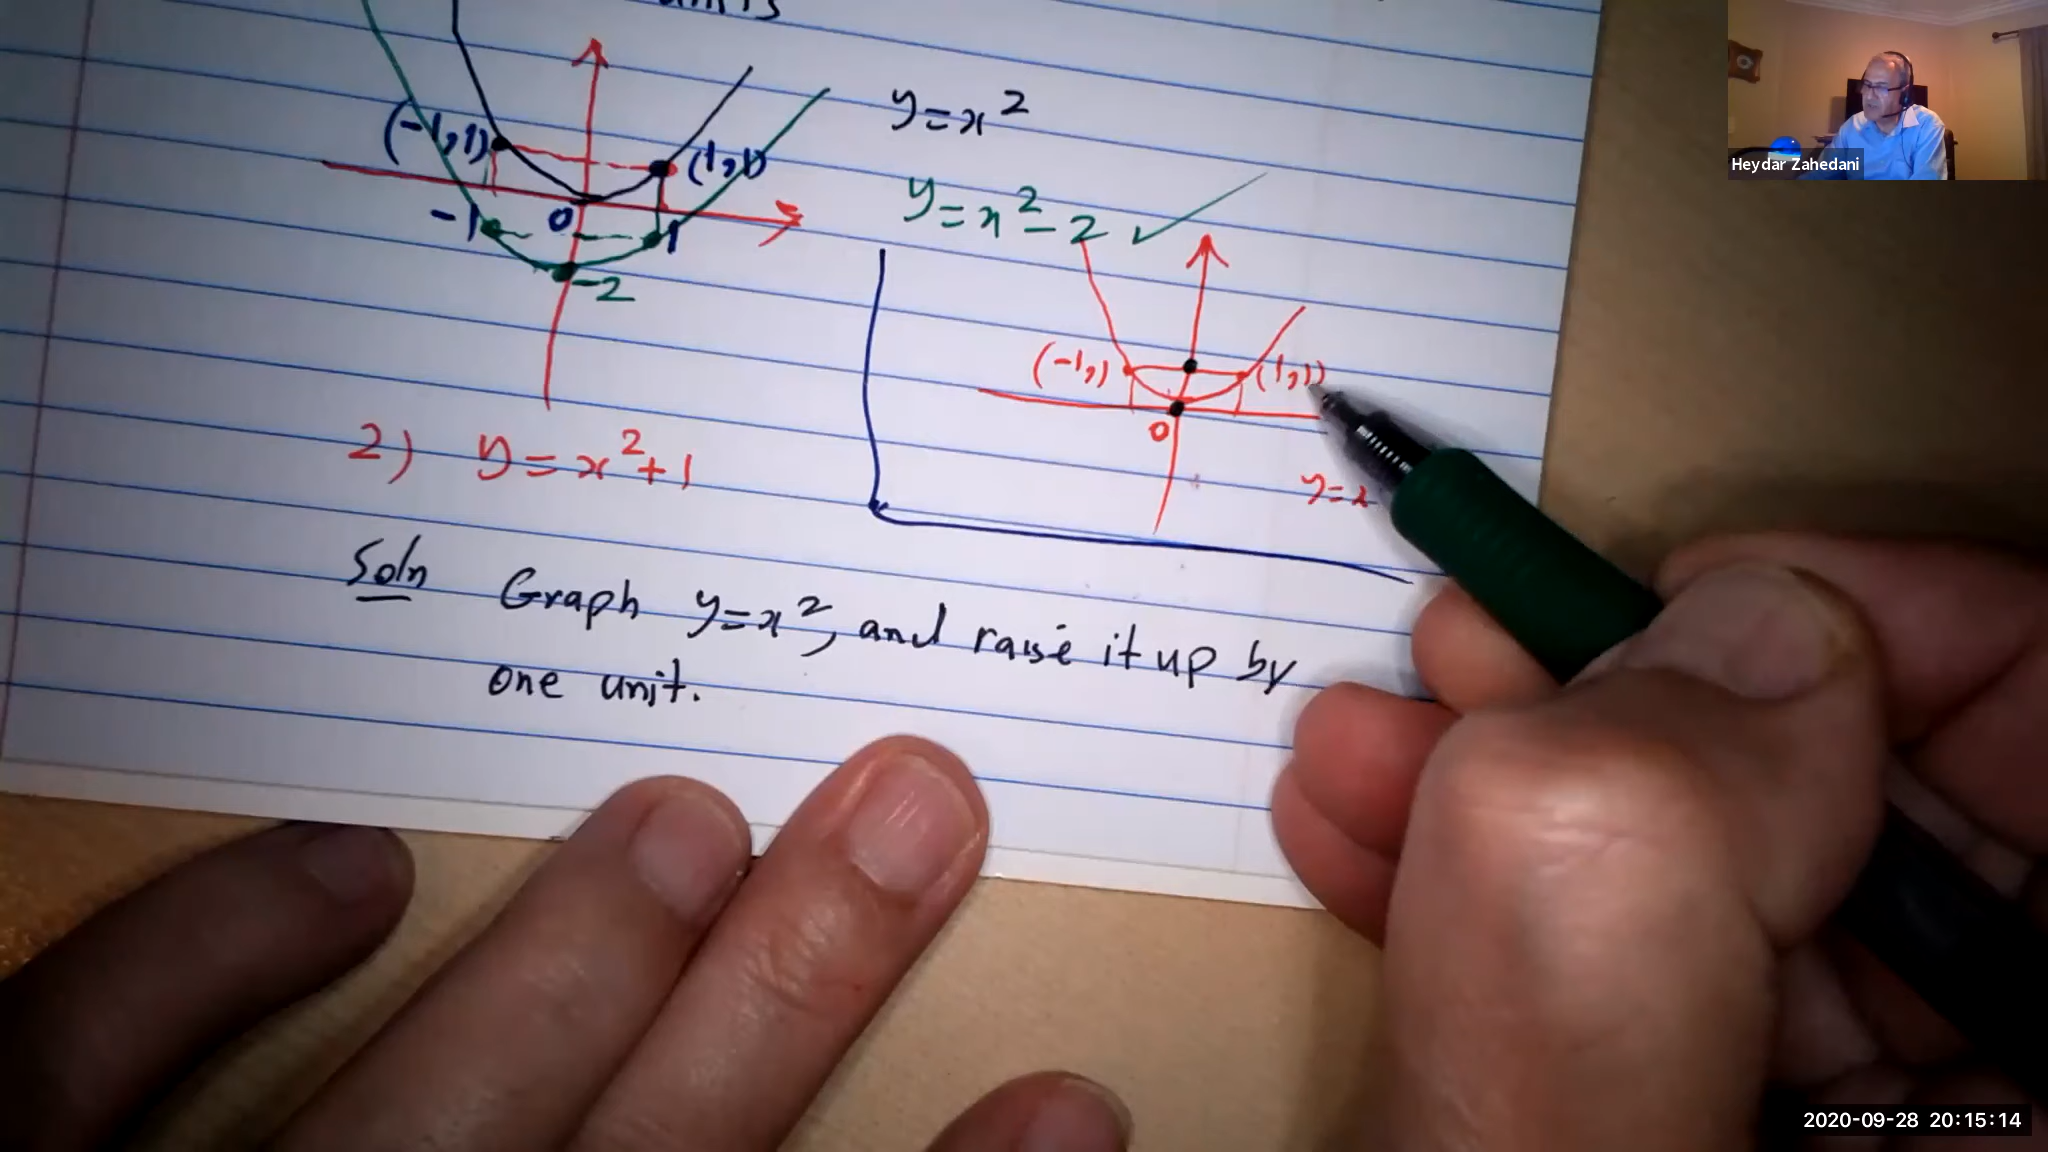 (-1,1)
(1,1)
-1
0
1
-2
y=x²
y=x²-2 ✓
(-1,1)
(1,1)
0
2) y=x²+1
Soln Graph y=x², and raise it up by
one unit.
Heydar Zahedani
2020-09-28 20:15:14